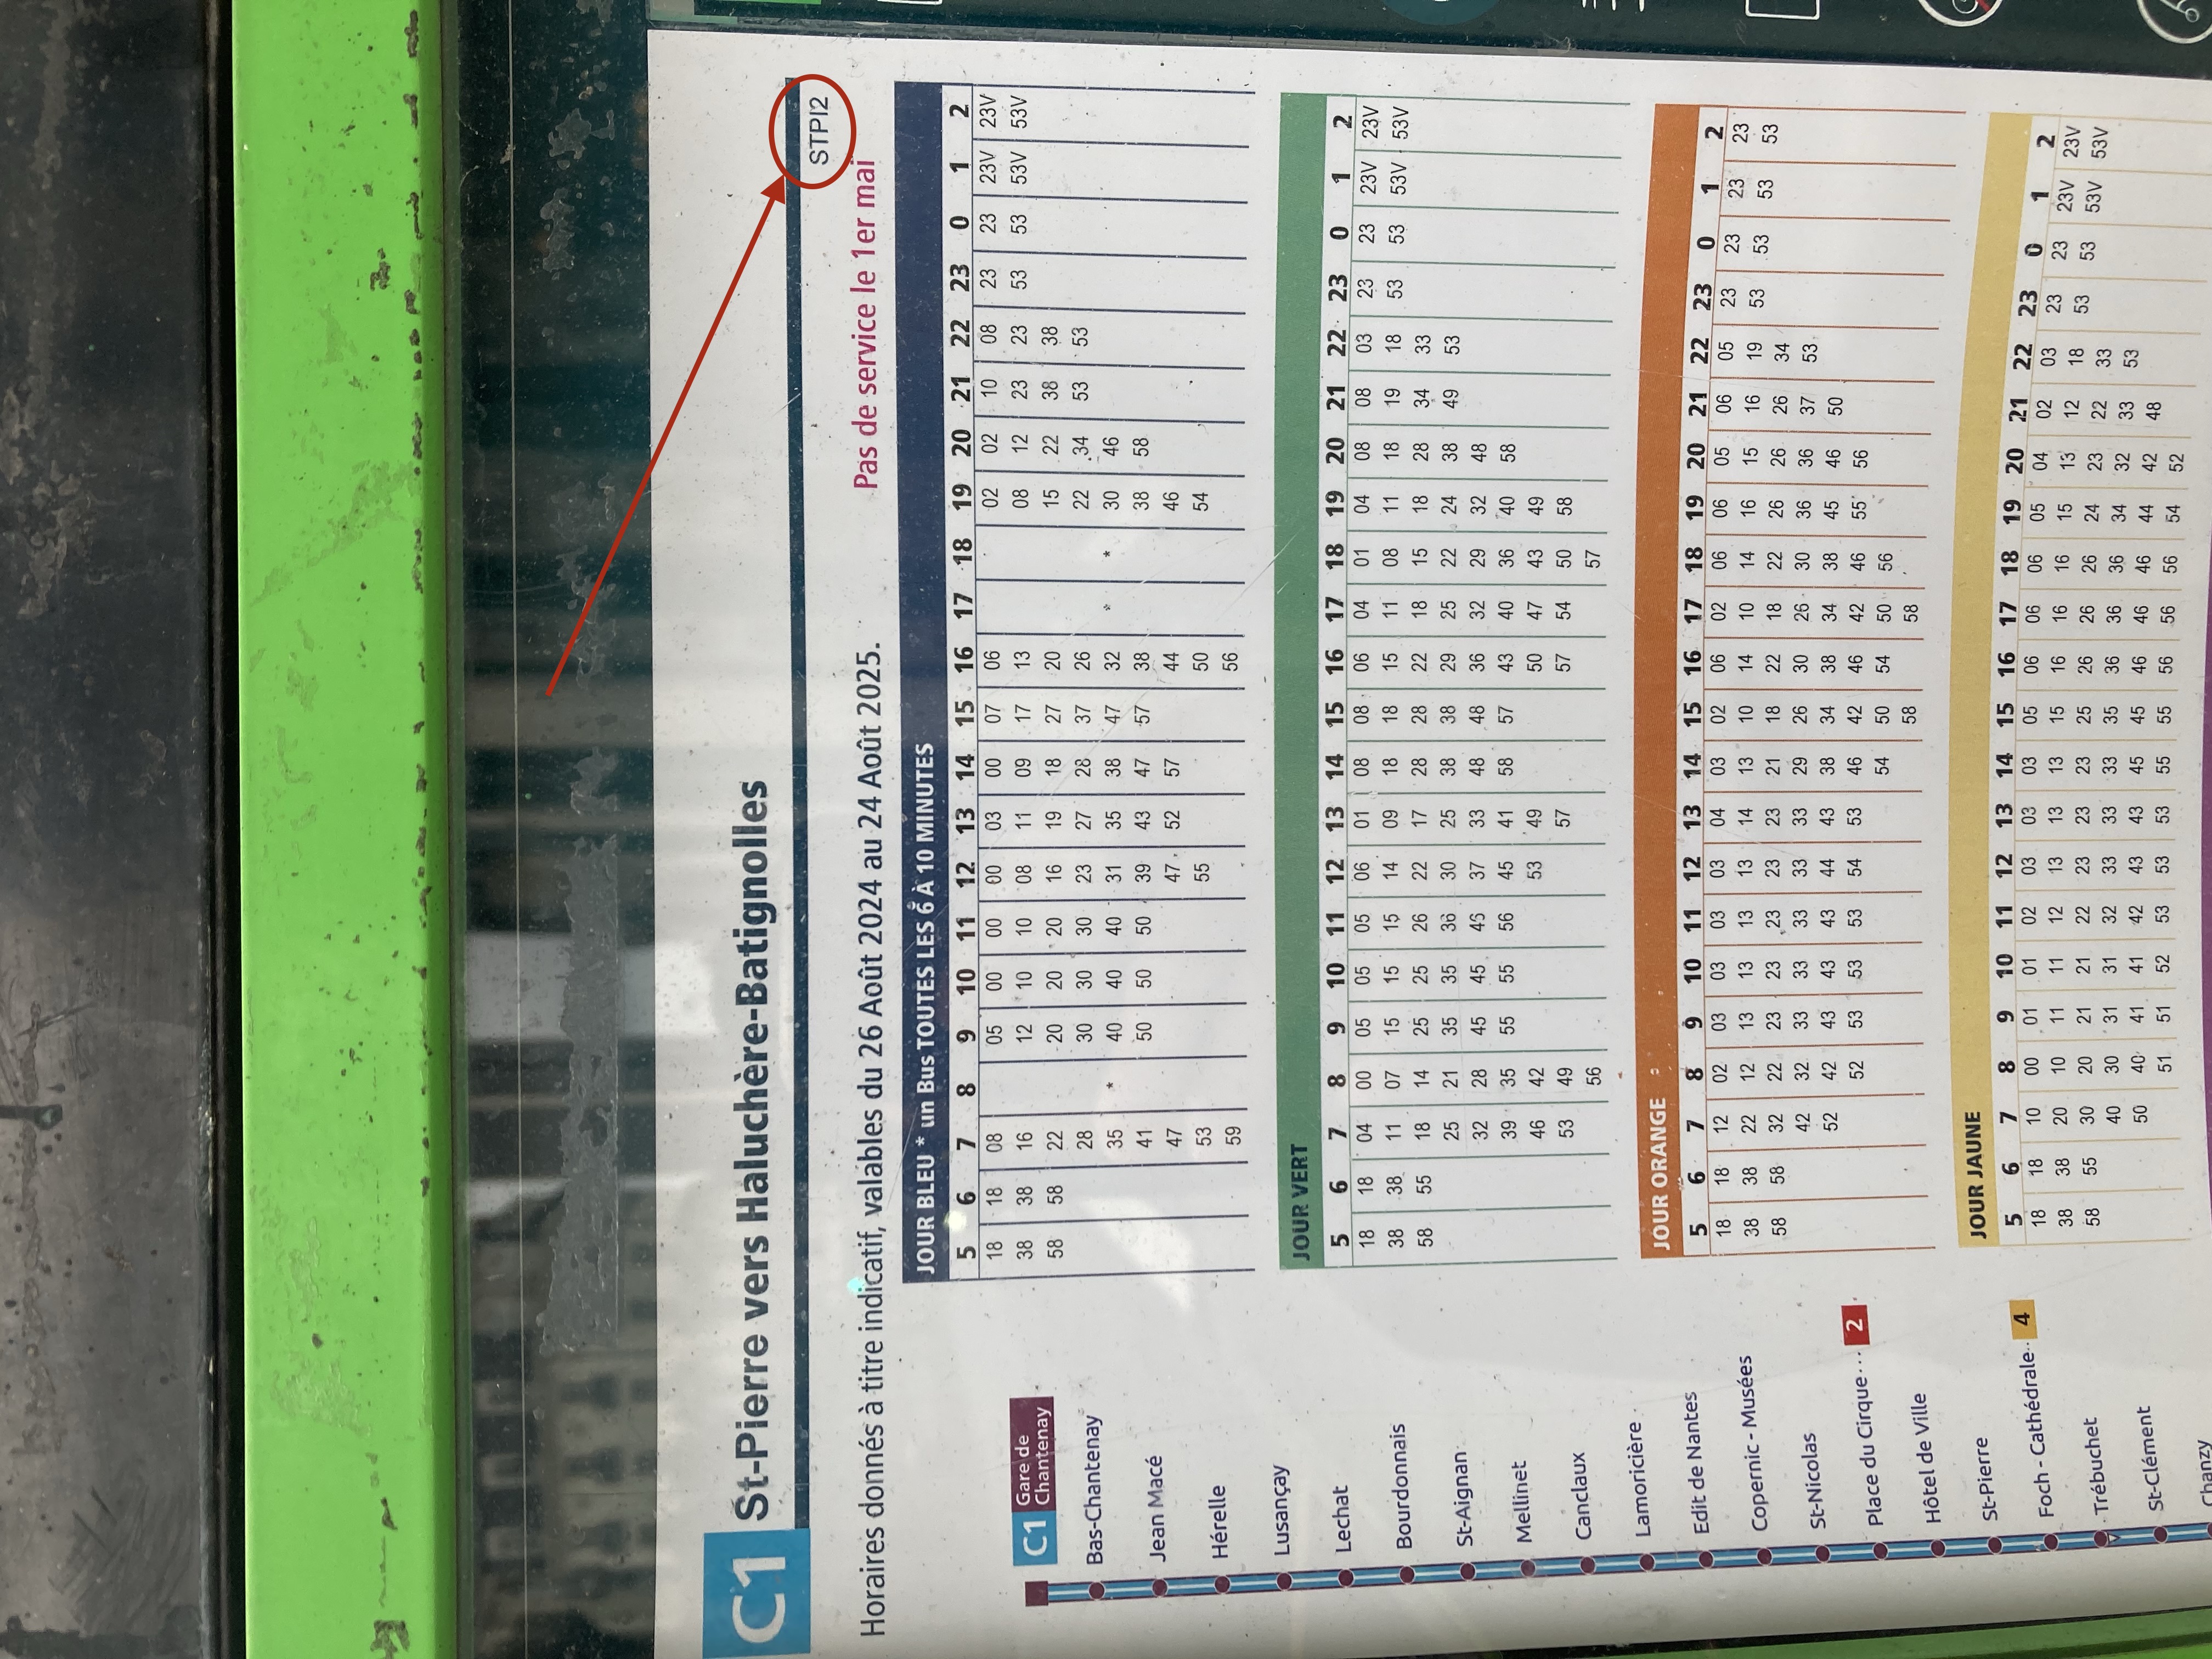 C1 St-Pierre vers Haluchère-Batignolles
STPI2
Horaires donnés à titre indicatif, valables du 26 Août 2024 au 24 Août 2025. Pas de service le 1er mai
JOUR BLEU * un Bus TOUTES LES 6 À 10 MINUTES
5 6 7 8 9 10 11 12 13 14 15 16 17 18 19 20 21 22 23 0 1 2
18 18 08 05 00 00 00 03 00 07 06 02 02 10 08 23 23 23V 23V
38 38 16 12 10 10 08 11 09 17 13 08 12 23 23 53 53 53V 53V
58 58 22 20 20 20 16 19 18 27 20 15 22 38 38
28 30 30 30 23 27 28 37 26 22 34 53 53
35 * 40 40 40 31 35 38 47 32 * * 30 46
41 50 50 50 39 43 47 57 38 38 58
47 47 52 57 44 46
53 55 50 54
59 56
JOUR VERT
5 6 7 8 9 10 11 12 13 14 15 16 17 18 19 20 21 22 23 0 1 2
18 18 04 00 05 05 05 06 01 08 08 06 04 01 04 08 08 03 23 23 23V 23V
38 38 11 07 15 15 15 14 09 18 18 15 11 08 11 18 19 18 53 53 53V 53V
58 55 18 14 25 25 26 22 17 28 28 22 18 15 18 28 34 33
25 21 35 35 36 30 25 38 38 29 25 22 24 38 49 53
32 28 45 45 46 37 33 48 48 36 32 29 32 48
39 35 55 55 56 45 41 58 57 43 40 36 40 58
46 42 53 49 50 47 43 49
53 49 57 57 54 50 58
56 57
JOUR ORANGE
5 6 7 8 9 10 11 12 13 14 15 16 17 18 19 20 21 22 23 0 1 2
18 18 12 02 03 03 03 03 04 03 02 06 02 06 06 05 06 05 23 23 23 23
38 38 22 12 13 13 13 13 14 13 10 14 10 14 16 15 16 19 53 53 53 53
58 58 32 22 23 23 23 23 23 21 18 22 18 22 26 26 26 34
42 32 33 33 33 33 33 29 26 30 26 30 36 36 37 53
52 42 43 43 43 44 43 38 34 38 34 38 45 46 50
52 53 53 53 54 53 46 42 46 42 46 55 56
54 50 54 50 56
58 58
JOUR JAUNE
5 6 7 8 9 10 11 12 13 14 15 16 17 18 19 20 21 22 23 0 1 2
18 18 10 00 01 01 02 03 03 03 05 06 06 06 05 04 02 03 23 23 23V 23V
38 38 20 10 11 11 12 13 13 13 15 16 16 16 15 13 12 18 53 53 53V 53V
58 55 30 20 21 21 22 23 23 23 25 26 26 26 24 23 22 33
40 30 31 31 32 33 33 33 35 36 36 36 34 32 33 53
50 40 41 41 42 43 43 45 45 46 46 46 44 42 48
51 51 52 53 53 53 55 55 56 56 56 54 52
C1 Gare de
Chantenay
Bas-Chantenay
Jean Macé
Hérelle
Lusançay
Lechat
Bourdonnais
St-Aignan
Mellinet
Canclaux
Lamoricière
Edit de Nantes
Copernic - Musées
St-Nicolas
Place du Cirque 2
Hôtel de Ville
St-Pierre
Foch - Cathédrale 4
Trébuchet
St-Clément
Chanzy